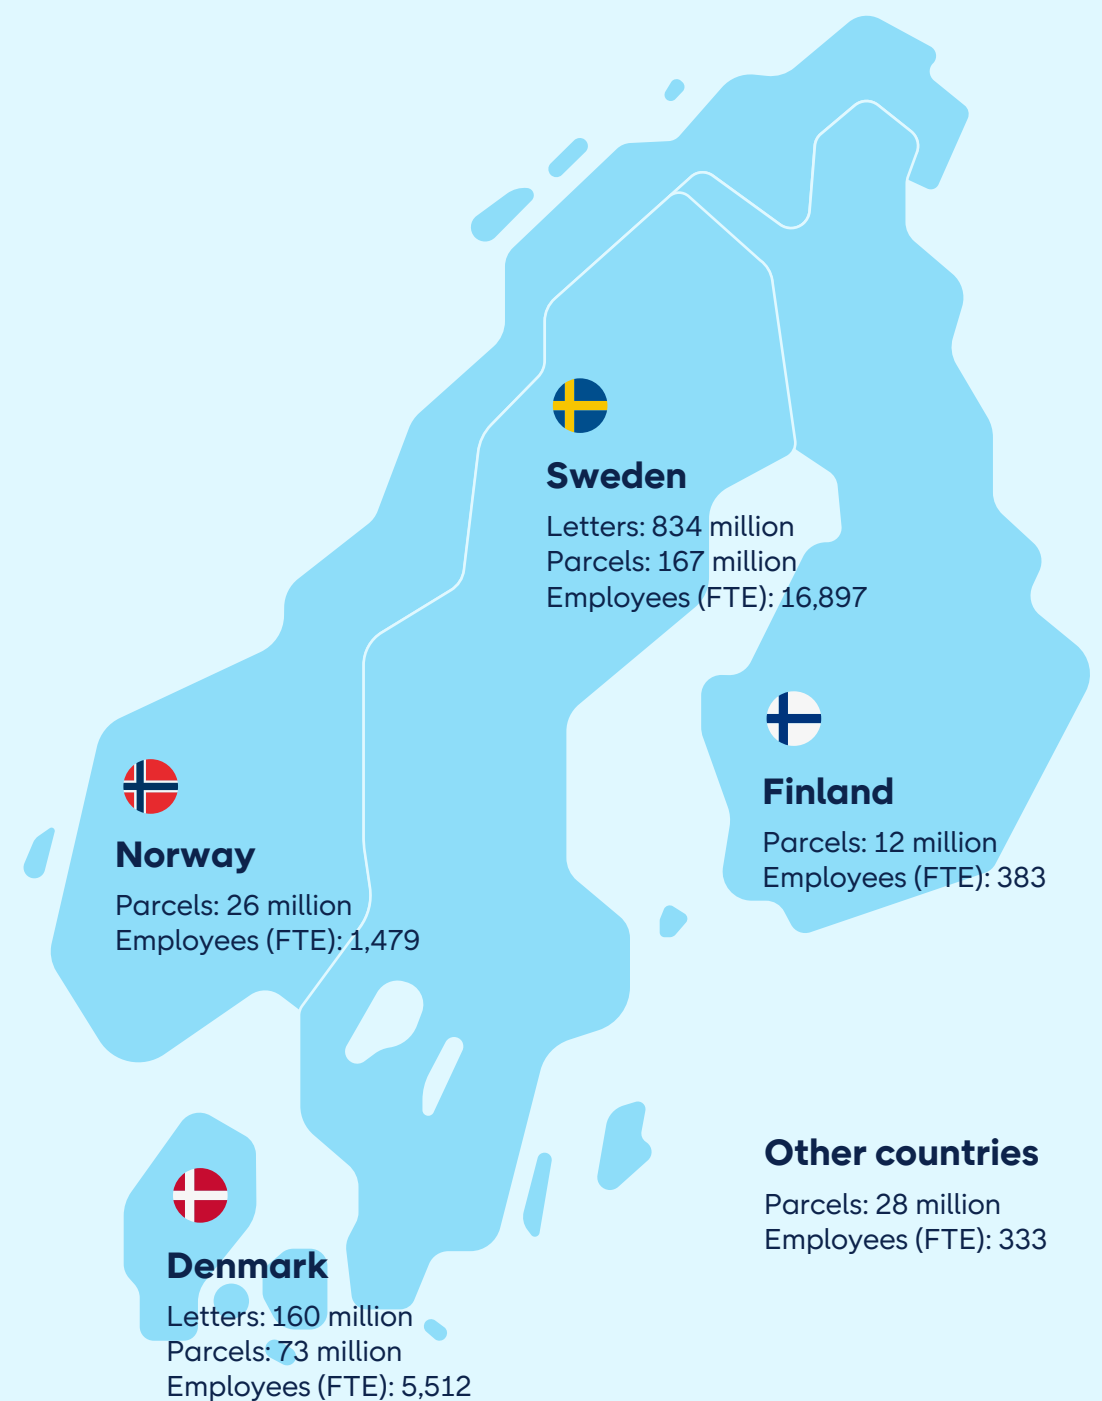 Sweden
Letters: 834 million
Parcels: 167 million
Employees (FTE): 16,897
Finland
Parcels: 12 million
Employees (FTE): 383
Norway
Parcels: 26 million
Employees (FTE): 1,479
Other countries
Parcels: 28 million
Employees (FTE): 333
Denmark
Letters: 160 million
Parcels: 73 million
Employees (FTE): 5,512